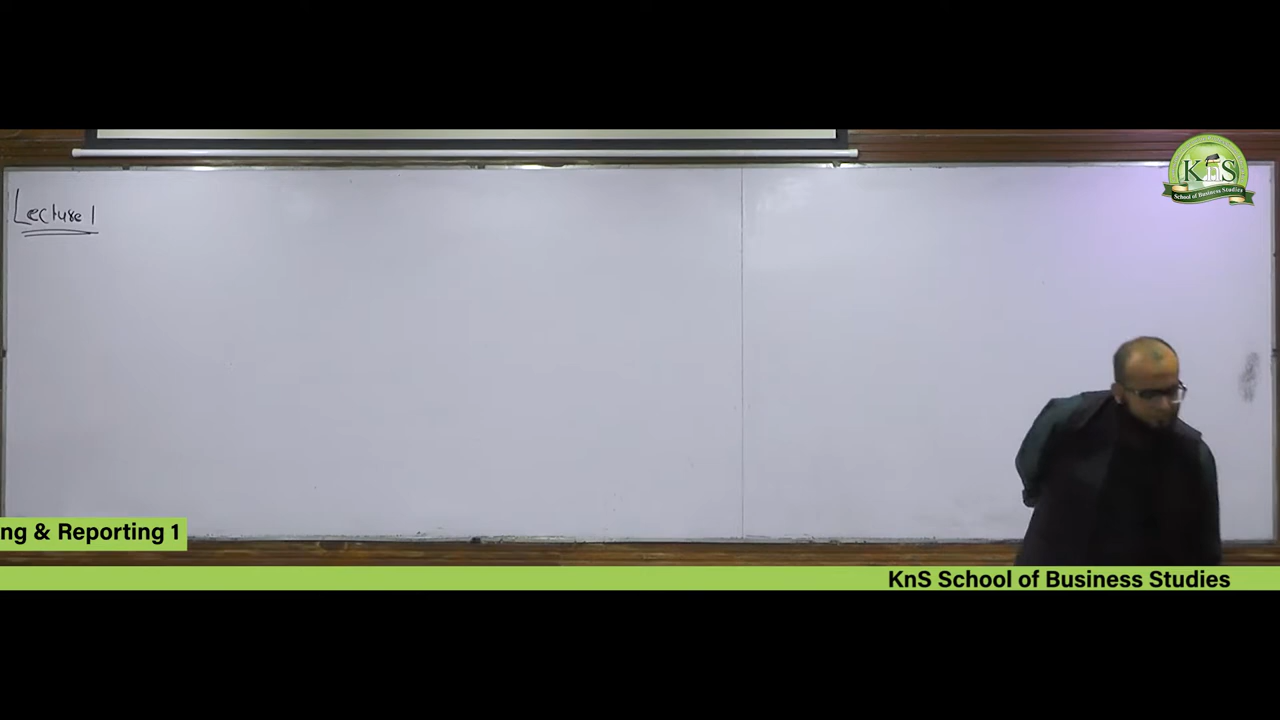 Lecture 1
KnS
School of Business Studies
ng & Reporting 1
KnS School of Business Studies